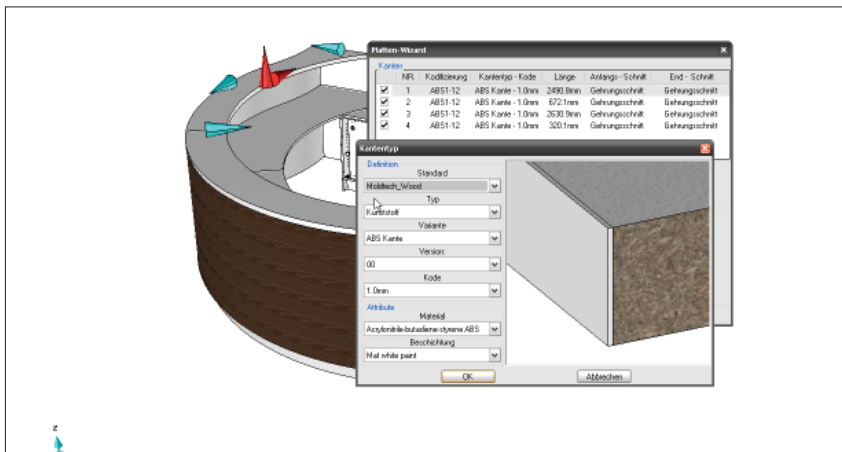 Platten-Wizard
Kanten
NR. Kodifizierung Kantentyp - Kode Länge Anfangs - Schnitt End - Schnitt
1 ABS1-12 ABS Kante - 1.0mm 2490.8mm Gehrungsschnitt Gehrungsschnitt
2 ABS1-12 ABS Kante - 1.0mm 672.1mm Gehrungsschnitt Gehrungsschnitt
3 ABS1-12 ABS Kante - 1.0mm 2630.9mm Gehrungsschnitt Gehrungsschnitt
4 ABS1-12 ABS Kante - 1.0mm 320.1mm Gehrungsschnitt Gehrungsschnitt
Kantentyp
Definition
Standard
Moldtech_Wood
Typ
Kunststoff
Variante
ABS Kante
Version:
00
Kode
1.0mm
Attribute
Material
Acrylonitrile-butadiene-styrene ABS
Beschichtung
Mat white paint
OK
Abbrechen
z